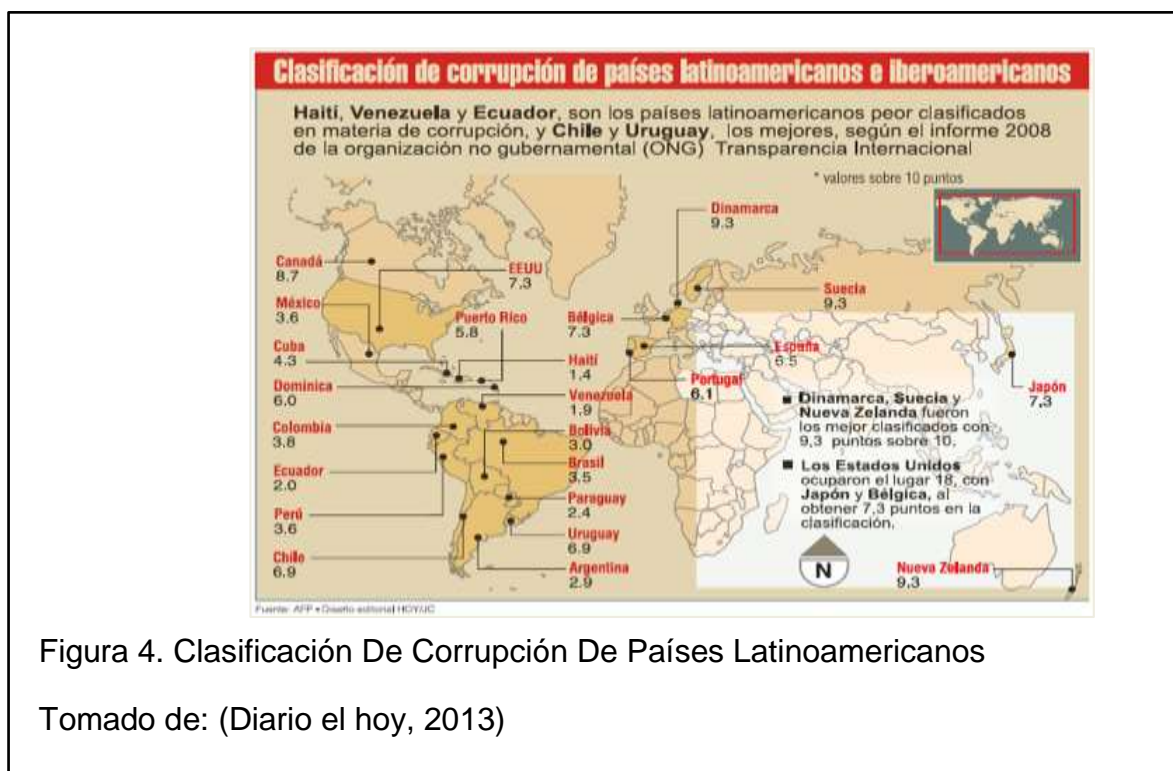 Clasificación de corrupción de países latinoamericanos e iberoamericanos
Haití, Venezuela y Ecuador, son los países latinoamericanos peor clasificados
en materia de corrupción, y Chile y Uruguay, los mejores, según el informe 2008
de la organización no gubernamental (ONG) Transparencia Internacional
* valores sobre 10 puntos
Canadá
8.7
México
3.6
Cuba
4.3
Dominica
6.0
Colombia
3.8
Ecuador
2.0
Perú
3.6
Chile
6.9
EEUU
7.3
Puerto Rico
5.8
Haití
1.4
Venezuela
1.9
Bolivia
3.0
Brasil
3.5
Paraguay
2.4
Uruguay
6.9
Argentina
2.9
Dinamarca
9.3
Suecia
9.3
Bélgica
7.3
España
6.5
Portugal
6.1
Japón
7,3
Dinamarca, Suecia y
Nueva Zelanda fueron
los mejor clasificados con
9,3 puntos sobre 10.
Los Estados Unidos
ocuparon el lugar 18, con
Japón y Bélgica, al
obtener 7,3 puntos en la
clasificación.
N
Nueva Zelanda
9.3
Fuente: AFP • Diseño editorial HOY/JC
Figura 4. Clasificación De Corrupción De Países Latinoamericanos
Tomado de: (Diario el hoy, 2013)